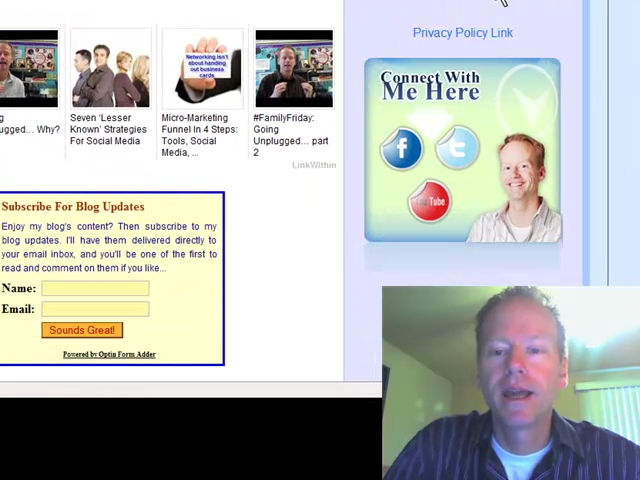 Privacy Policy Link
Networking isn't
about handing
out business
cards
Seven 'Lesser
Known' Strategies
For Social Media
Micro-Marketing
Funnel In 4 Steps:
Tools, Social
Media, ...
#FamilyFriday:
Going
Unplugged... part
2
ugged... Why?
LinkWithin
Connect With
Me Here
Subscribe For Blog Updates
Enjoy my blog's content? Then subscribe to my
blog updates. I'll have them delivered directly to
your email inbox, and you'll be one of the first to
read and comment on them if you like...
Name:
Email:
Sounds Great!
Powered by Optin Form Adder